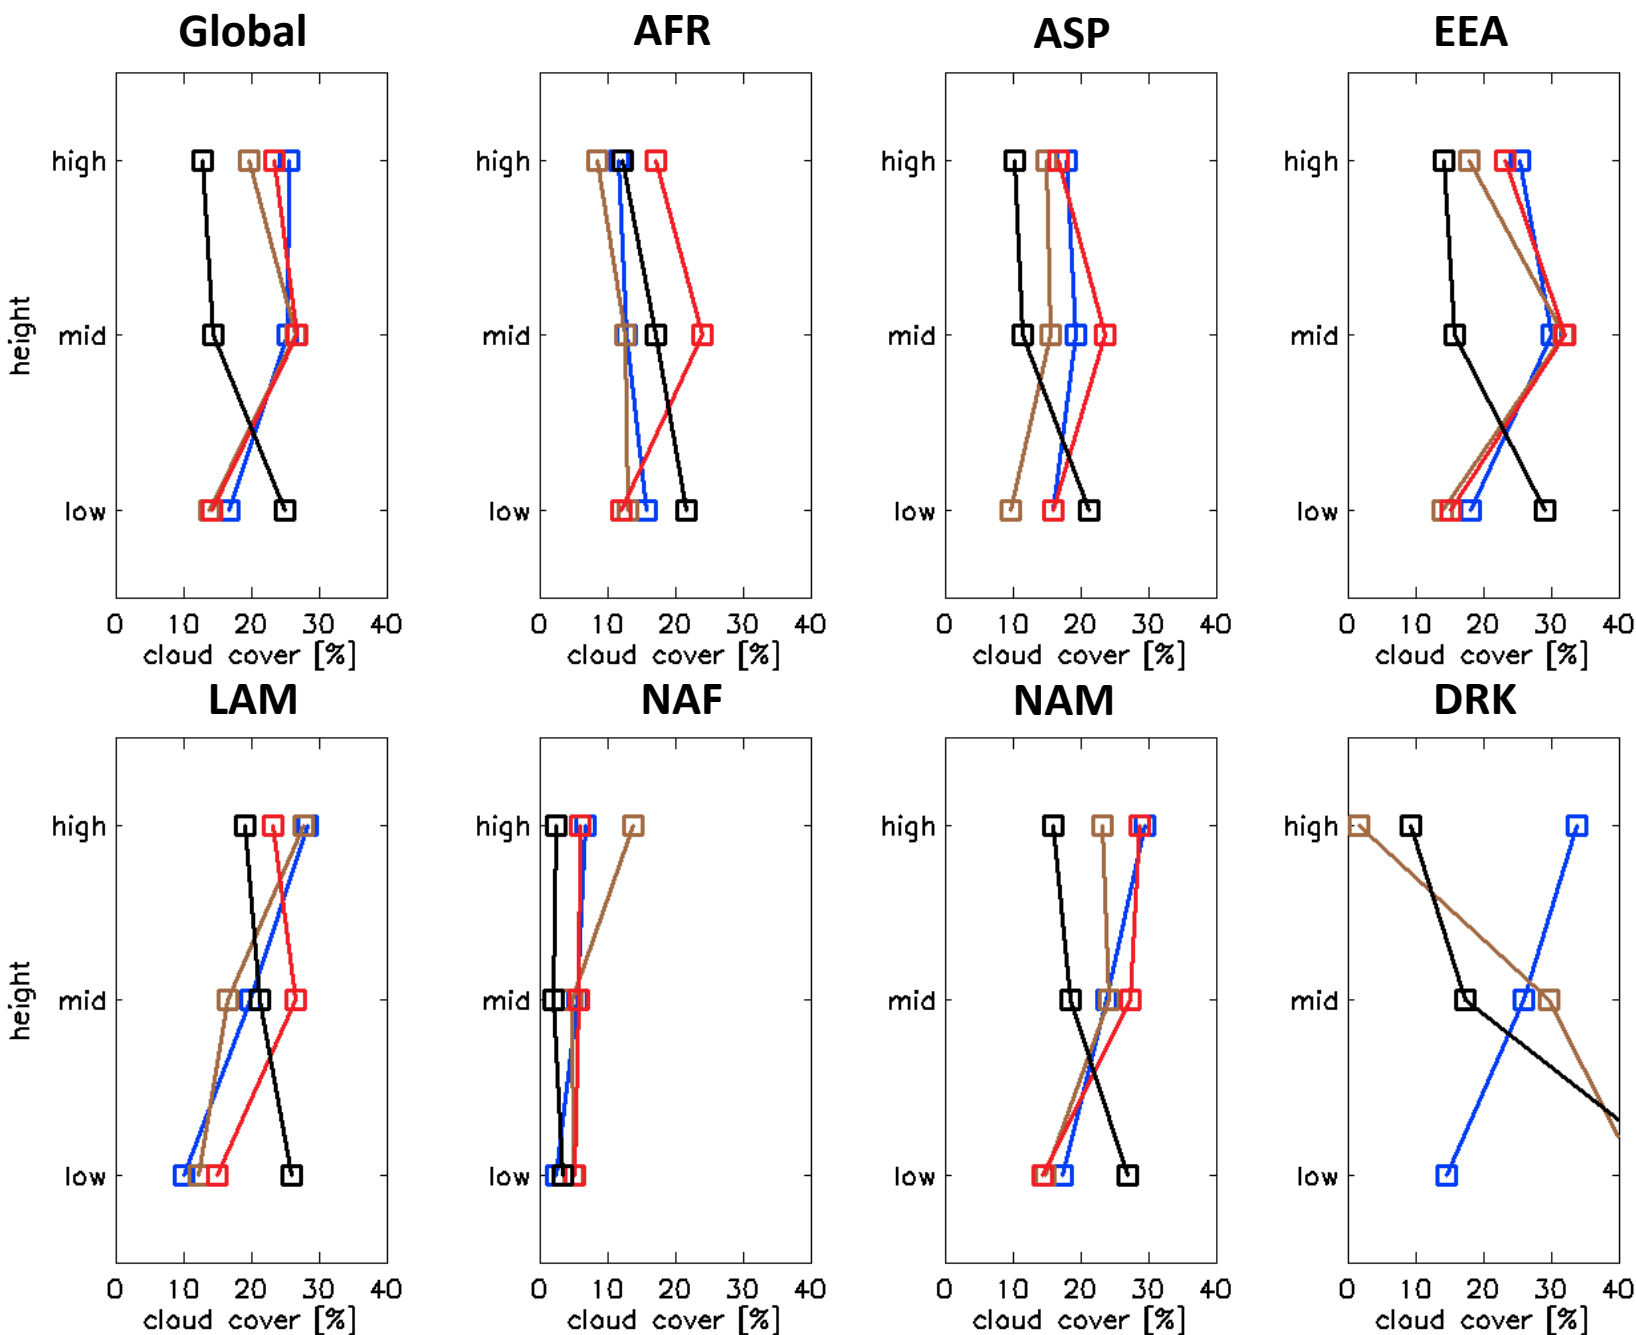 Global AFR ASP EEA
high high high high
height
mid mid mid mid
low low low low
0 10 20 30 40 0 10 20 30 40 0 10 20 30 40 0 10 20 30 40
cloud cover [%] cloud cover [%] cloud cover [%] cloud cover [%]
LAM NAF NAM DRK
high high high high
height
mid mid mid mid
low low low low
0 10 20 30 40 0 10 20 30 40 0 10 20 30 40 0 10 20 30 40
cloud cover [%] cloud cover [%] cloud cover [%] cloud cover [%]